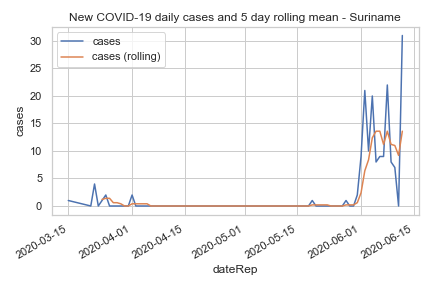 New COVID-19 daily cases and 5 day rolling mean - Suriname
cases
cases (rolling)
30
25
20
15
10
5
0
cases
2020-03-15
2020-04-01
2020-04-15
2020-05-01
2020-05-15
2020-06-01
2020-06-15
dateRep